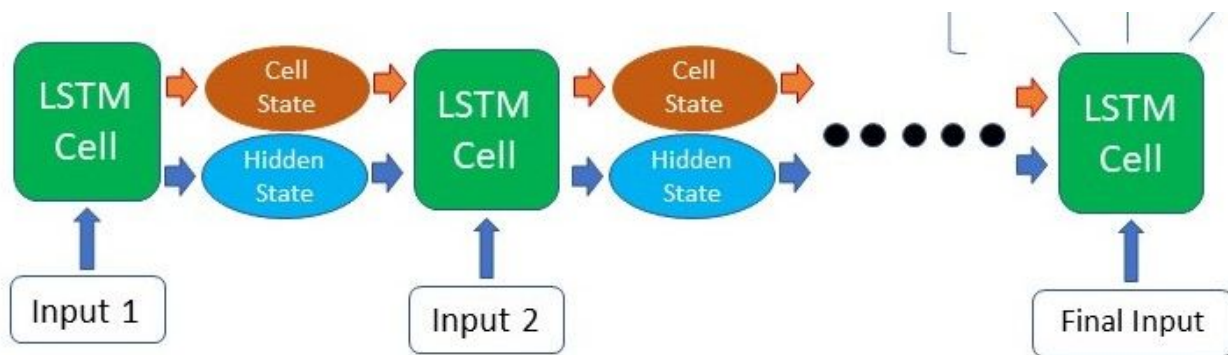 LSTM
Cell
Cell
State
Hidden
State
LSTM
Cell
Cell
State
Hidden
State
LSTM
Cell
Input 1
Input 2
Final Input